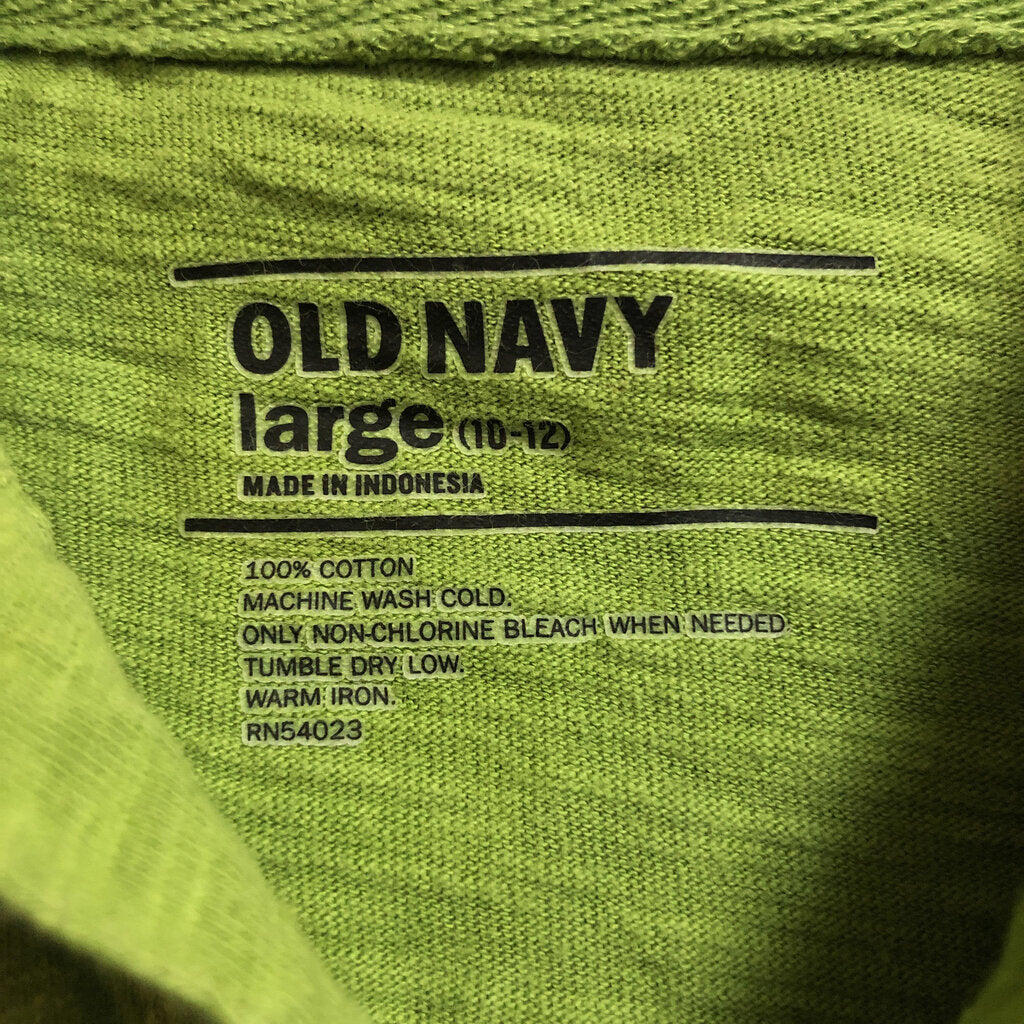 OLD NAVY
large (10-12)
MADE IN INDONESIA
100% COTTON
MACHINE WASH COLD.
ONLY NON-CHLORINE BLEACH WHEN NEEDED
TUMBLE DRY LOW.
WARM IRON.
RN54023